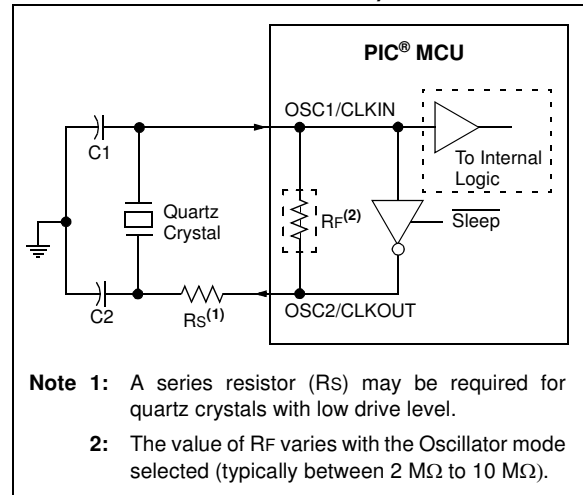 PIC® MCU
OSC1/CLKIN
C1
To Internal
Logic
Quartz
Crystal
RF(2)
Sleep
C2
RS(1)
OSC2/CLKOUT
Note 1: A series resistor (RS) may be required for
quartz crystals with low drive level.
2: The value of RF varies with the Oscillator mode
selected (typically between 2 MΩ to 10 MΩ).